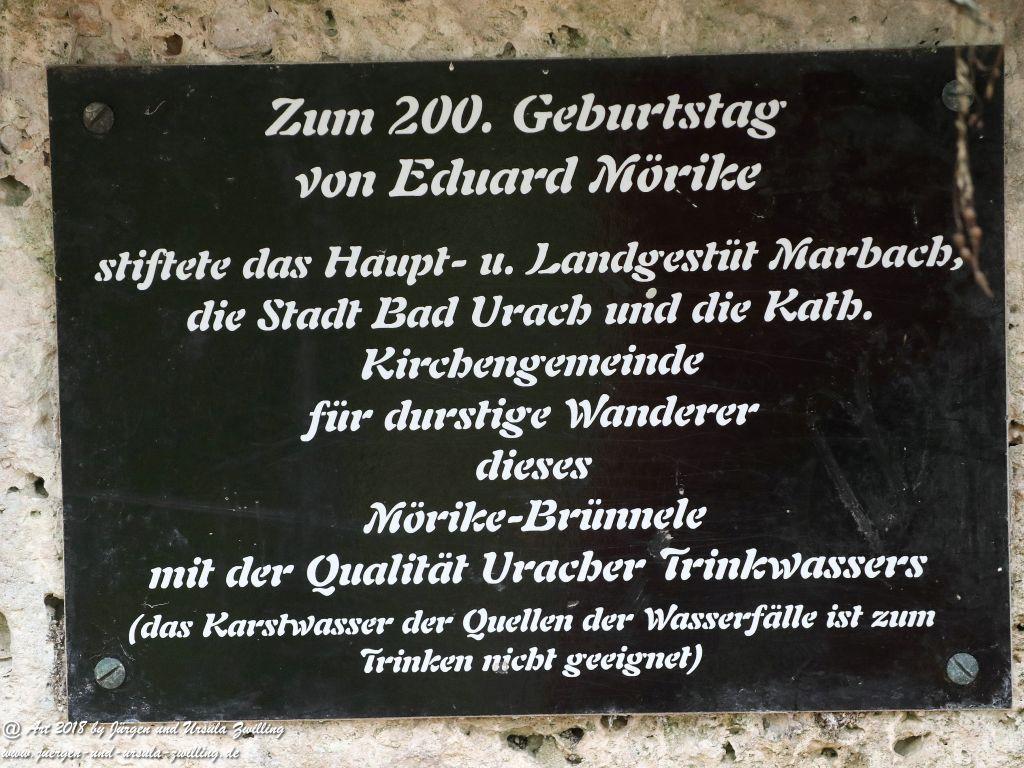 Zum 200. Geburtstag
von Eduard Mörike
stiftete das Haupt- u. Landgestüt Marbach,
die Stadt Bad Urach und die Kath.
Kirchengemeinde
für durstige Wanderer
dieses
Mörike-Brünnele
mit der Qualität Uracher Trinkwassers
(das Karstwasser der Quellen der Wasserfälle ist zum
Trinken nicht geeignet)
@ Art 2018 by Jürgen und Ursula Zwilling
www.juergen-und-ursula-zwilling.de